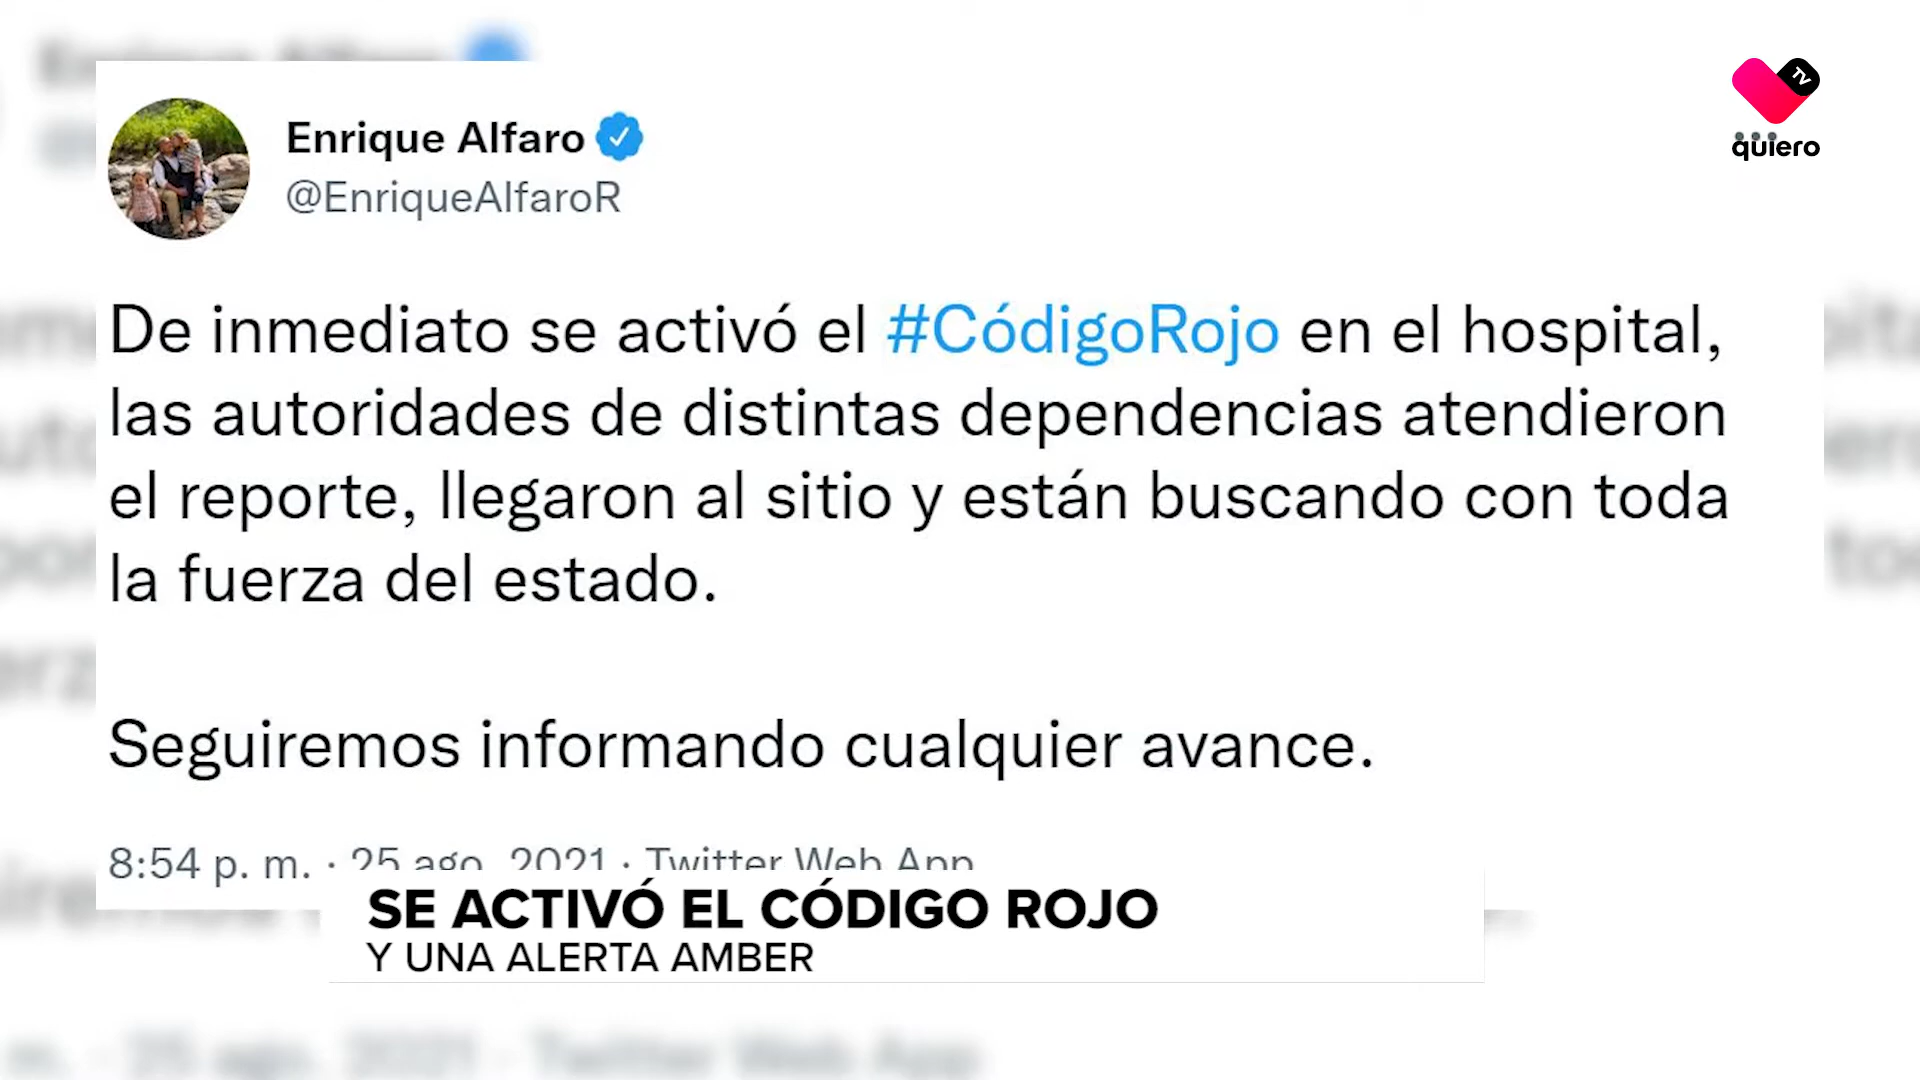 TV
quiero
Enrique Alfaro
@EnriqueAlfaroR
De inmediato se activó el #CódigoRojo en el hospital,
las autoridades de distintas dependencias atendieron
el reporte, llegaron al sitio y están buscando con toda
la fuerza del estado.
Seguiremos informando cualquier avance.
8:54 p. m. · 25 ago. 2021 · Twitter Web App
SE ACTIVÓ EL CÓDIGO ROJO
Y UNA ALERTA AMBER